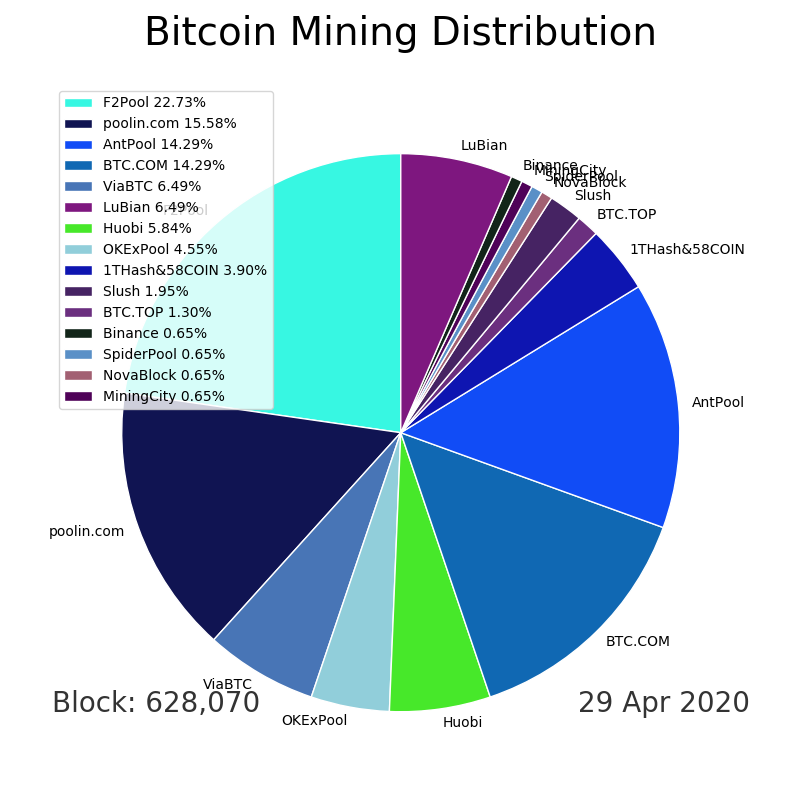 Bitcoin Mining Distribution
F2Pool 22.73%
poolin.com 15.58%
AntPool 14.29%
BTC.COM 14.29%
ViaBTC 6.49%
LuBian 6.49%
Huobi 5.84%
OKExPool 4.55%
1THash&58COIN 3.90%
Slush 1.95%
BTC.TOP 1.30%
Binance 0.65%
SpiderPool 0.65%
NovaBlock 0.65%
MiningCity 0.65%
F2Pool
LuBian
Binance
MiningCity
SpiderPool
NovaBlock
Slush
BTC.TOP
1THash&58COIN
AntPool
poolin.com
BTC.COM
ViaBTC
OKExPool
Huobi
Block: 628,070
29 Apr 2020